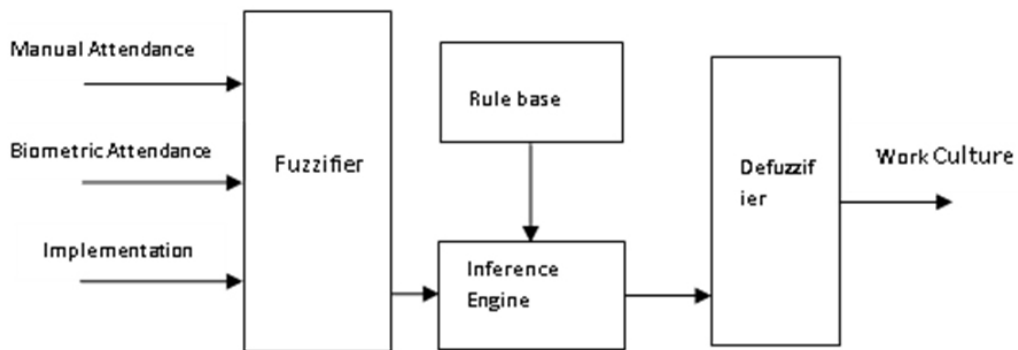 Manual Attendance
Biometric Attendance
Implementation
Fuzzifier
Rule base
Inference
Engine
Defuzzif
ier
Work Culture